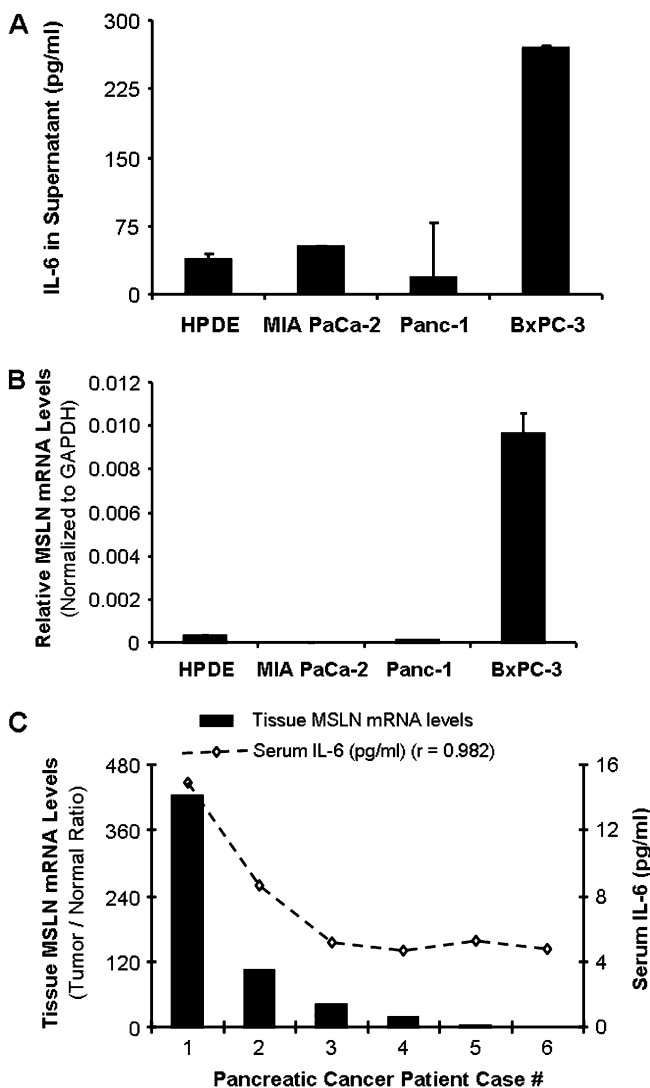 A
IL-6 in Supernatant (pg/ml)
300
225
150
75
0
HPDE MIA PaCa-2 Panc-1 BxPC-3
B
Relative MSLN mRNA Levels
(Normalized to GAPDH)
0.012
0.010
0.008
0.006
0.004
0.002
0
HPDE MIA PaCa-2 Panc-1 BxPC-3
C
Tissue MSLN mRNA levels
Serum IL-6 (pg/ml) (r = 0.982)
Tissue MSLN mRNA Levels
(Tumor / Normal Ratio)
480
360
240
120
0
16
12
8
4
0
Serum IL-6 (pg/ml)
1 2 3 4 5 6
Pancreatic Cancer Patient Case #